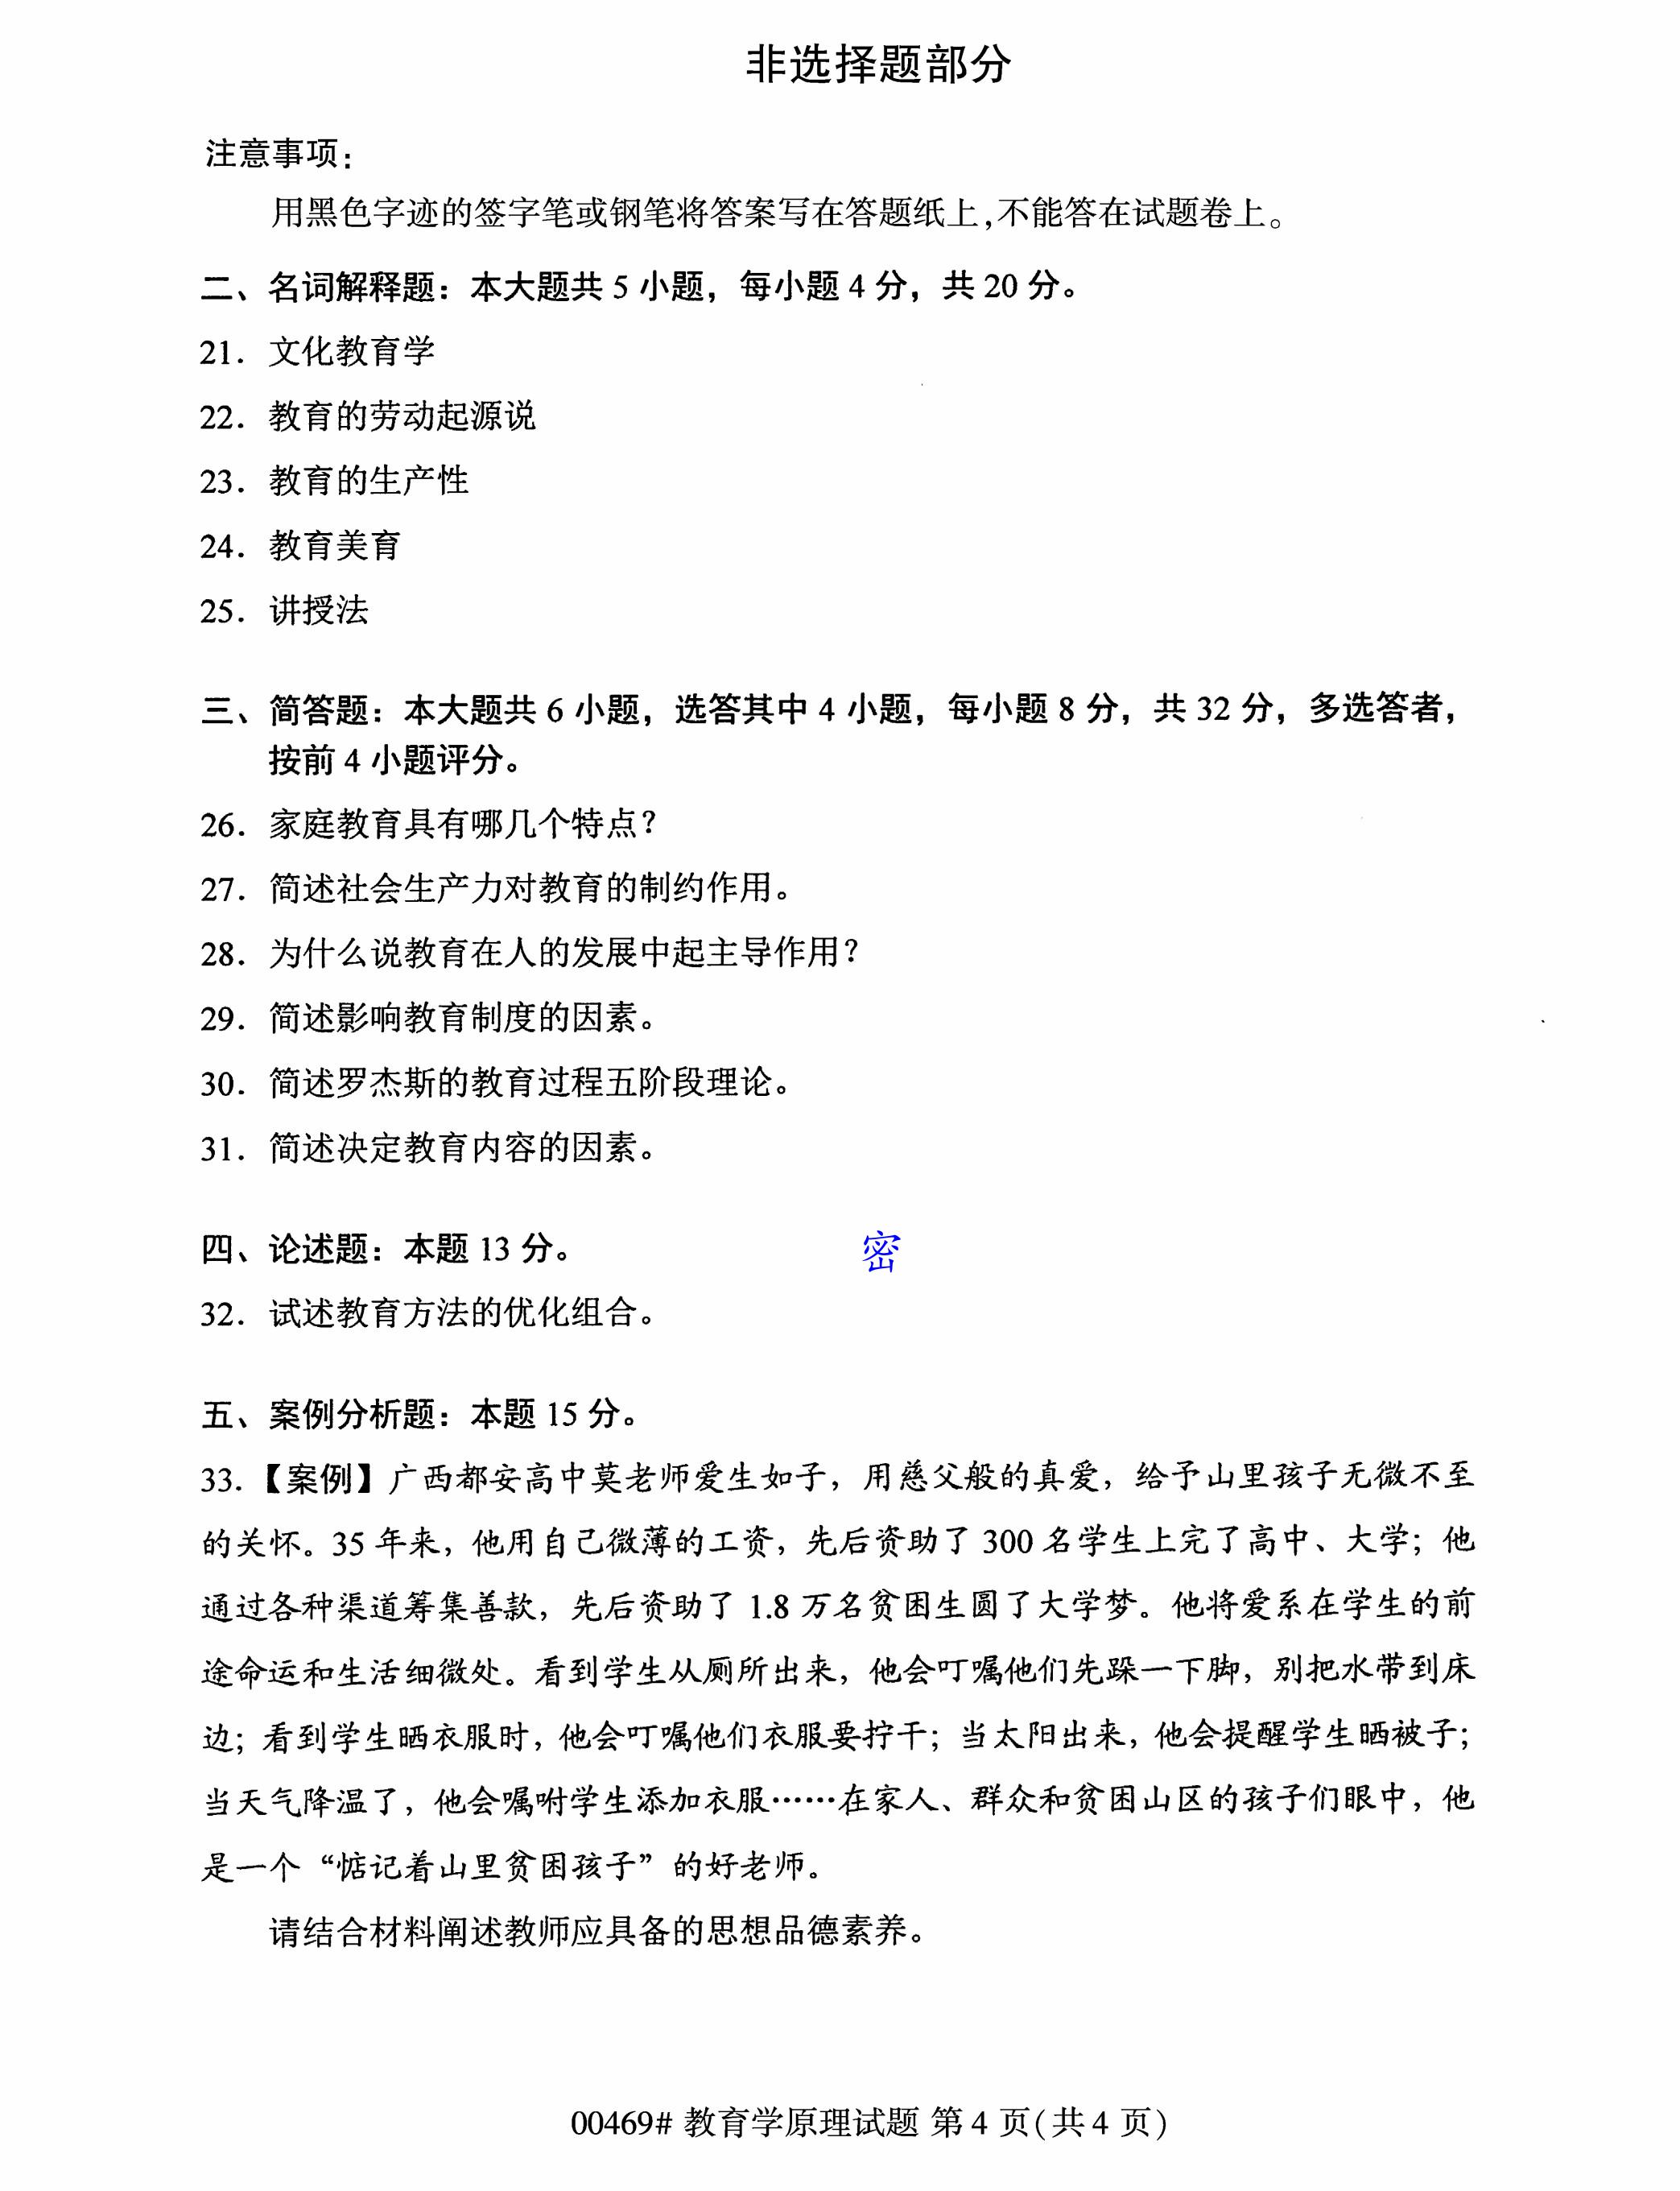 非选择题部分
注意事项:
用黑色字迹的签字笔或钢笔将答案写在答题纸上,不能答在试题卷上。
二、名词解释题：本大题共 5 小题，每小题 4 分，共 20 分。
21. 文化教育学
22. 教育的劳动起源说
23. 教育的生产性
24. 教育美育
25. 讲授法
三、简答题：本大题共 6 小题，选答其中 4 小题，每小题 8 分，共 32 分，多选答者，
按前 4 小题评分。
26. 家庭教育具有哪几个特点？
27. 简述社会生产力对教育的制约作用。
28. 为什么说教育在人的发展中起主导作用？
29. 简述影响教育制度的因素。
30. 简述罗杰斯的教育过程五阶段理论。
31. 简述决定教育内容的因素。
四、论述题：本题 13 分。 密
32. 试述教育方法的优化组合。
五、案例分析题：本题 15 分。
33.【案例】广西都安高中莫老师爱生如子，用慈父般的真爱，给予山里孩子无微不至
的关怀。35 年来，他用自己微薄的工资，先后资助了 300 名学生上完了高中、大学；他
通过各种渠道筹集善款，先后资助了 1.8 万名贫困生圆了大学梦。他将爱系在学生的前
途命运和生活细微处。看到学生从厕所出来，他会叮嘱他们先跺一下脚，别把水带到床
边；看到学生晒衣服时，他会叮嘱他们衣服要拧干；当太阳出来，他会提醒学生晒被子；
当天气降温了，他会嘱咐学生添加衣服……在家人、群众和贫困山区的孩子们眼中，他
是一个“惦记着山里贫困孩子”的好老师。
请结合材料阐述教师应具备的思想品德素养。
00469# 教育学原理试题 第 4 页(共 4 页)